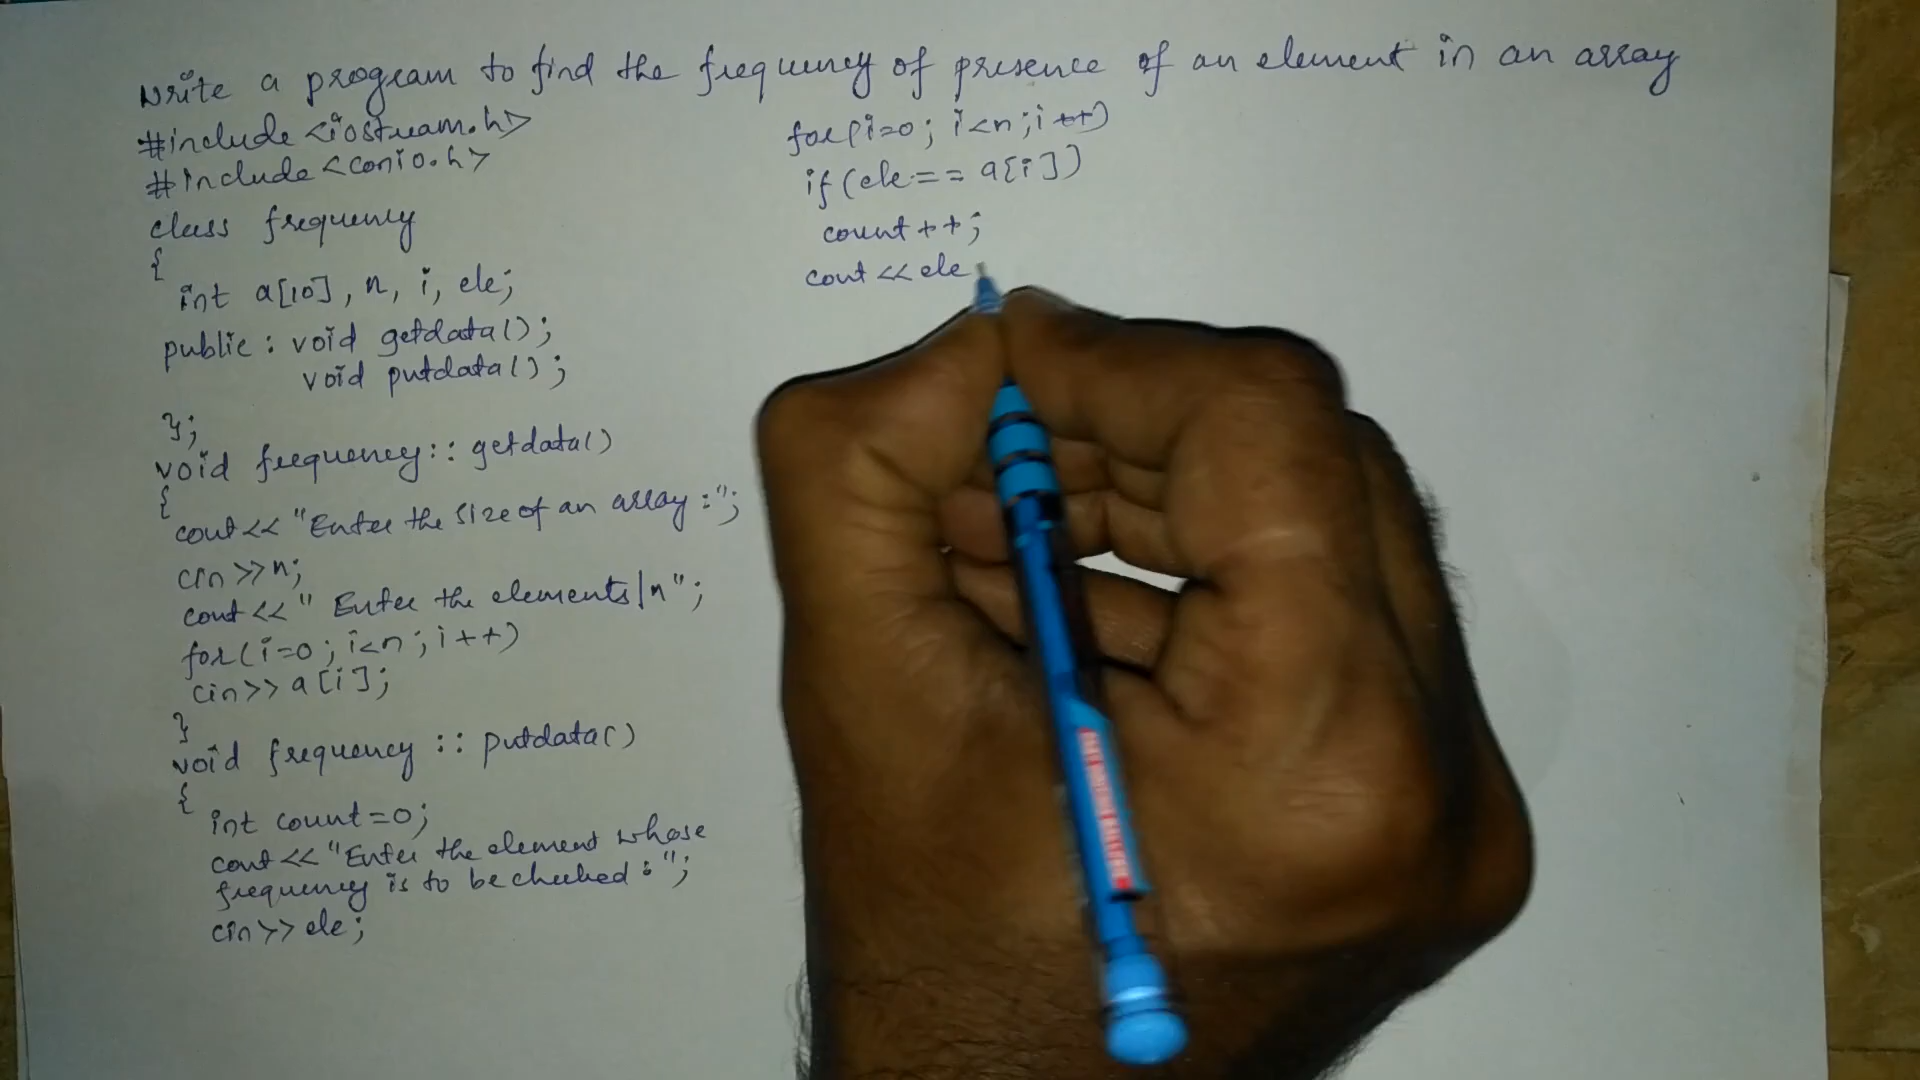 Write a program to find the frequency of presence of an element in an array
#include <iostream.h>
#include <conio.h>
class frequency
{
int a[10], n, i, ele;
public: void getdata();
void putdata();
};
void frequency:: getdata()
{
cout<< "Enter the size of an array :";
cin >>n;
cout<<" Enter the elements\n";
for(i=0; i<n; i++)
cin>> a[i];
}
void frequency :: putdata()
{
int count=0;
cout << "Enter the element whose
frequency is to be checked :";
cin>> ele;
for(i=0; i<n; i++)
if(ele== a[i])
count++;
cout << ele